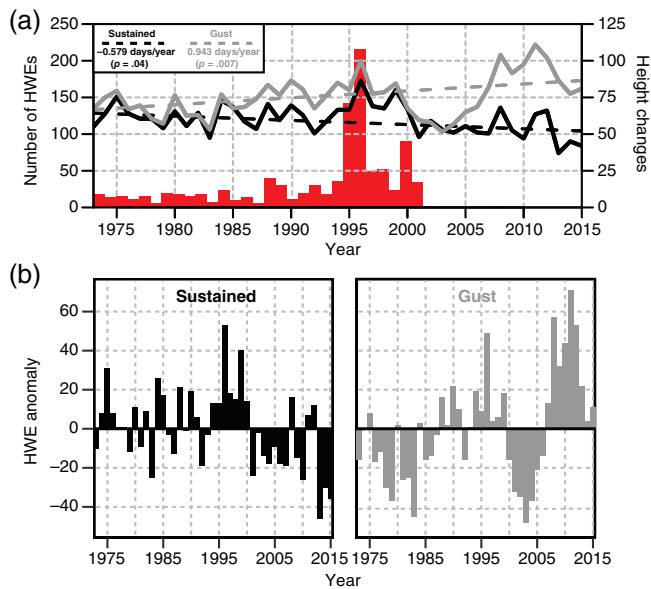 (a)
250
200
150
100
50
0
Number of HWEs
Sustained
−0.579 days/year
(p = .04)
Gust
0.943 days/year
(p = .007)
125
100
75
50
25
0
Height changes
1975 1980 1985 1990 1995 2000 2005 2010 2015
Year
(b)
Sustained
Gust
60
40
20
0
−20
−40
HWE anomaly
1975 1985 1995 2005 2015
1975 1985 1995 2005 2015
Year
Year